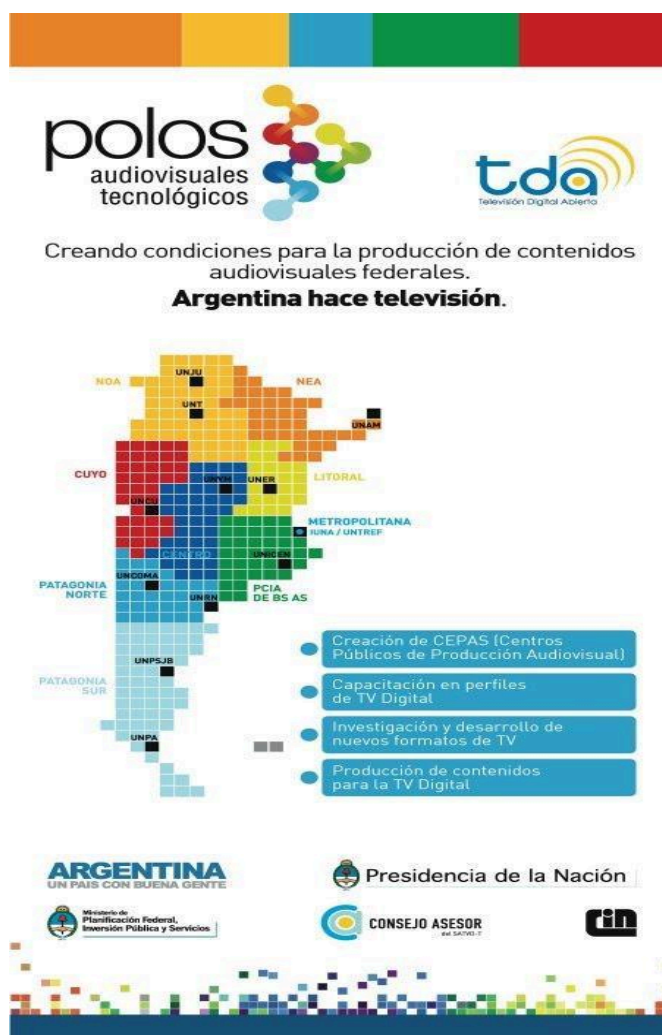 polos
audiovisuales
tecnológicos
tda
Televisión Digital Abierta
Creando condiciones para la producción de contenidos
audiovisuales federales.
Argentina hace televisión.
UNJU
NOA
NEA
UNT
UNAM
CUYO
UNVM
UNER
LITORAL
UNCU
METROPOLITANA
IUNA / UNTREF
CENTRO
UNICEN
UNCOMA
PATAGONIA
NORTE
UNRN
PCIA
DE BS AS
UNPSJB
PATAGONIA
SUR
UNPA
Creación de CEPAS (Centros
Públicos de Producción Audiovisual)
Capacitación en perfiles
de TV Digital
Investigación y desarrollo de
nuevos formatos de TV
Producción de contenidos
para la TV Digital
ARGENTINA
UN PAIS CON BUENA GENTE
Presidencia de la Nación
Ministerio de
Planificación Federal,
Inversión Pública y Servicios
CONSEJO ASESOR
del SATVD-T
cin